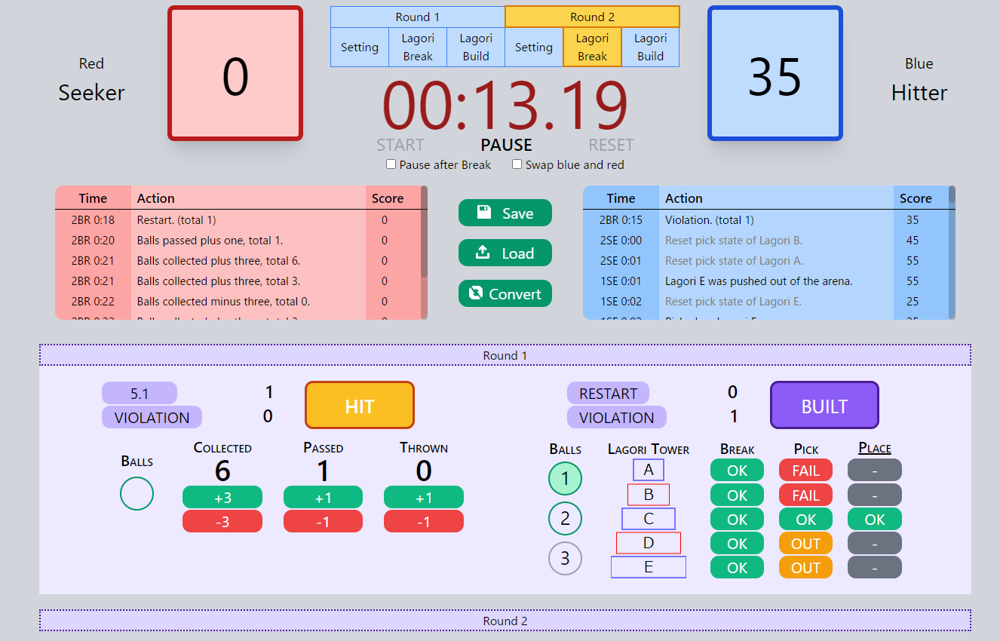 Red
Seeker
0
Round 1 Round 2
Setting Lagori Break Lagori Build Setting Lagori Break Lagori Build
00:13.19
START PAUSE RESET
Pause after Break Swap blue and red
35
Blue
Hitter
Time Action Score
2BR 0:18 Restart. (total 1) 0
2BR 0:20 Balls passed plus one, total 1. 0
2BR 0:21 Balls collected plus three, total 6. 0
2BR 0:21 Balls collected plus three, total 3. 0
2BR 0:22 Balls collected minus three, total 0. 0
Save
Load
Convert
Time Action Score
2BR 0:15 Violation. (total 1) 35
2SE 0:00 Reset pick state of Lagori B. 45
2SE 0:01 Reset pick state of Lagori A. 55
1SE 0:01 Lagori E was pushed out of the arena. 55
1SE 0:02 Reset pick state of Lagori E. 25
Round 1
5.1 1
VIOLATION 0
HIT
Balls
Collected Passed Thrown
6 1 0
+3 +1 +1
-3 -1 -1
RESTART 0
VIOLATION 1
BUILT
Balls Lagori Tower Break Pick Place
1
2
3
A OK FAIL -
B OK FAIL -
C OK OK OK
D OK OUT -
E OK OUT -
Round 2